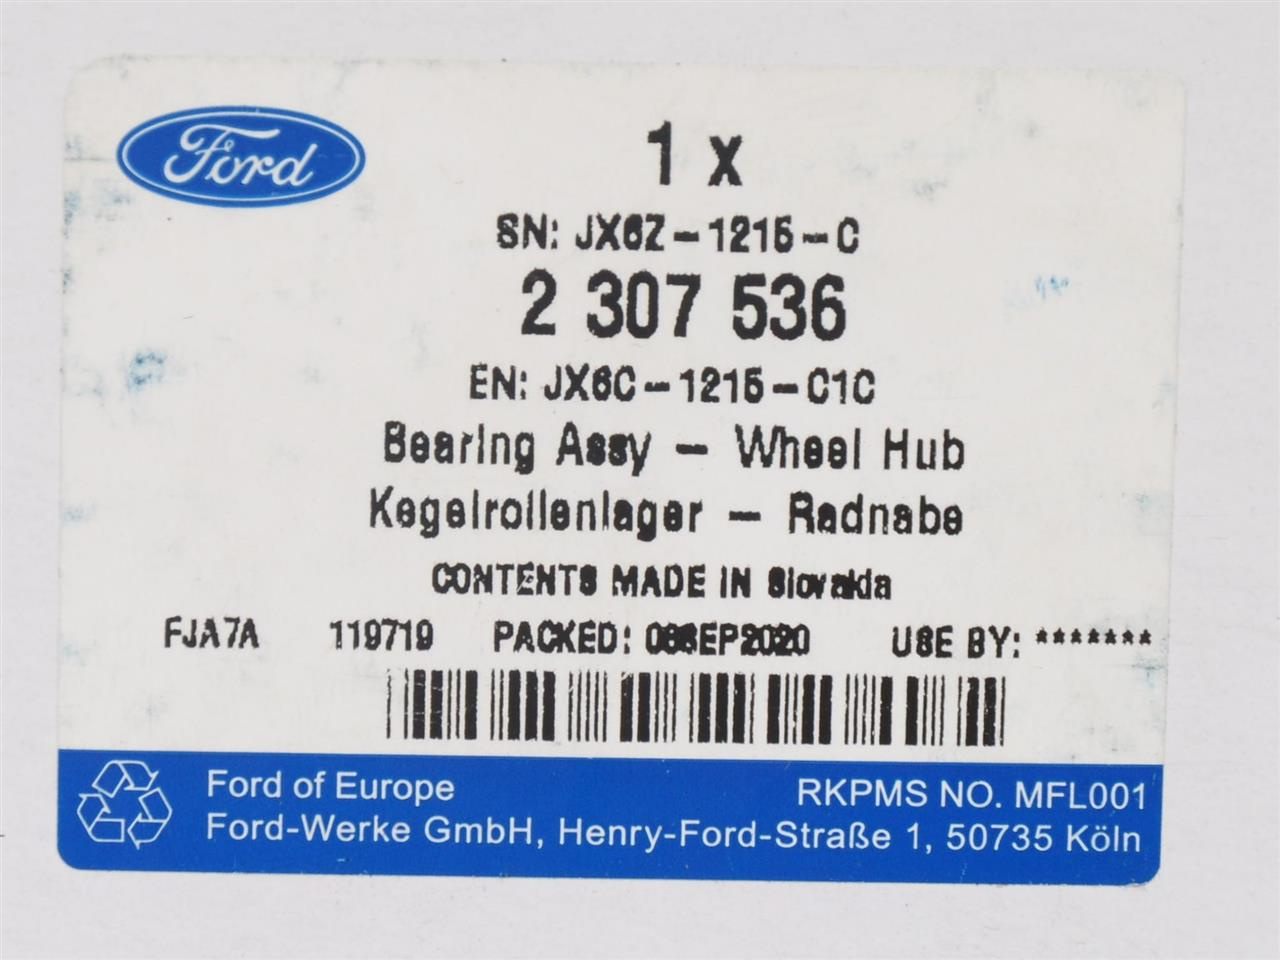 Ford
1 x
SN: JX6Z-1215-C
2 307 536
EN: JX6C-1215-C1C
Bearing Assy - Wheel Hub
Kegelrollenlager - Radnabe
CONTENTS MADE IN Slovakia
FJA7A 119719 PACKED: 08SEP2020 USE BY: *******
Ford of Europe RKPMS NO. MFL001
Ford-Werke GmbH, Henry-Ford-Straße 1, 50735 Köln